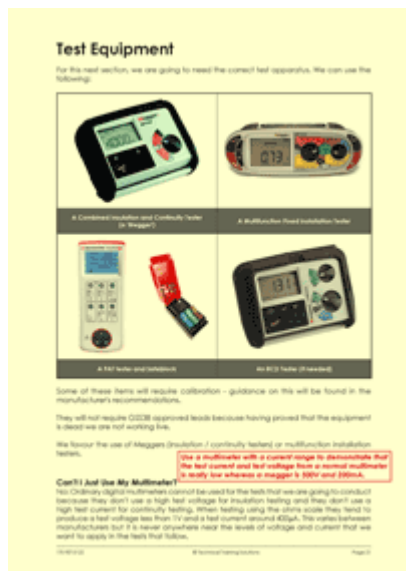 Test Equipment
For this next section, we are going to need the correct test apparatus. We can use the
following:
A Combined Insulation and Continuity Tester
(a 'Megger')
A Multifunction Fixed Installation Tester
A PAT tester and
An RCD Tester (if needed)
Some of these items will require calibration - guidance on this will be found in the
manufacturer's recommendations.
They will not require GS38 approved leads because having proved that the equipment
is dead we are not working live.
We favour the use of Meggers (insulation / continuity testers) or multifunction installation
testers.
Use a multimeter with a current range to demonstrate that
the test current and test voltage from a normal multimeter
is really low whereas a megger is 500V and 200mA.
Can't I Just Use My Multimeter?
No: Ordinary digital multimeters cannot be used for the tests that we are going to conduct
because they don't use a high test voltage for insulation testing and they don't use a
high test current for continuity testing. When testing using the ohms scale they tend to
produce a test voltage less than 1V and a test current around 400µA. This varies between
manufacturers but it is never anywhere near the levels of voltage and current that we
want to apply in the tests that follow.
© Technical Training Solutions
Page 21